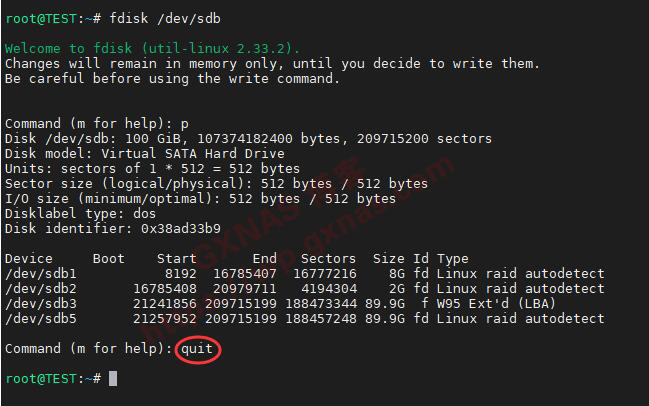 root@TEST:~# fdisk /dev/sdb
Welcome to fdisk (util-linux 2.33.2).
Changes will remain in memory only, until you decide to write them.
Be careful before using the write command.
Command (m for help): p
Disk /dev/sdb: 100 GiB, 107374182400 bytes, 209715200 sectors
Disk model: Virtual SATA Hard Drive
Units: sectors of 1 * 512 = 512 bytes
Sector size (logical/physical): 512 bytes / 512 bytes
I/O size (minimum/optimal): 512 bytes / 512 bytes
Disklabel type: dos
Disk identifier: 0x38ad33b9
Device     Boot    Start       End   Sectors  Size Id Type
/dev/sdb1           8192  16785407  16777216    8G fd Linux raid autodetect
/dev/sdb2       16785408  20979711   4194304    2G fd Linux raid autodetect
/dev/sdb3       21241856 209715199 188473344 89.9G  f W95 Ext'd (LBA)
/dev/sdb5       21257952 209715199 188457248 89.9G fd Linux raid autodetect
Command (m for help): quit
root@TEST:~#
GXNAS